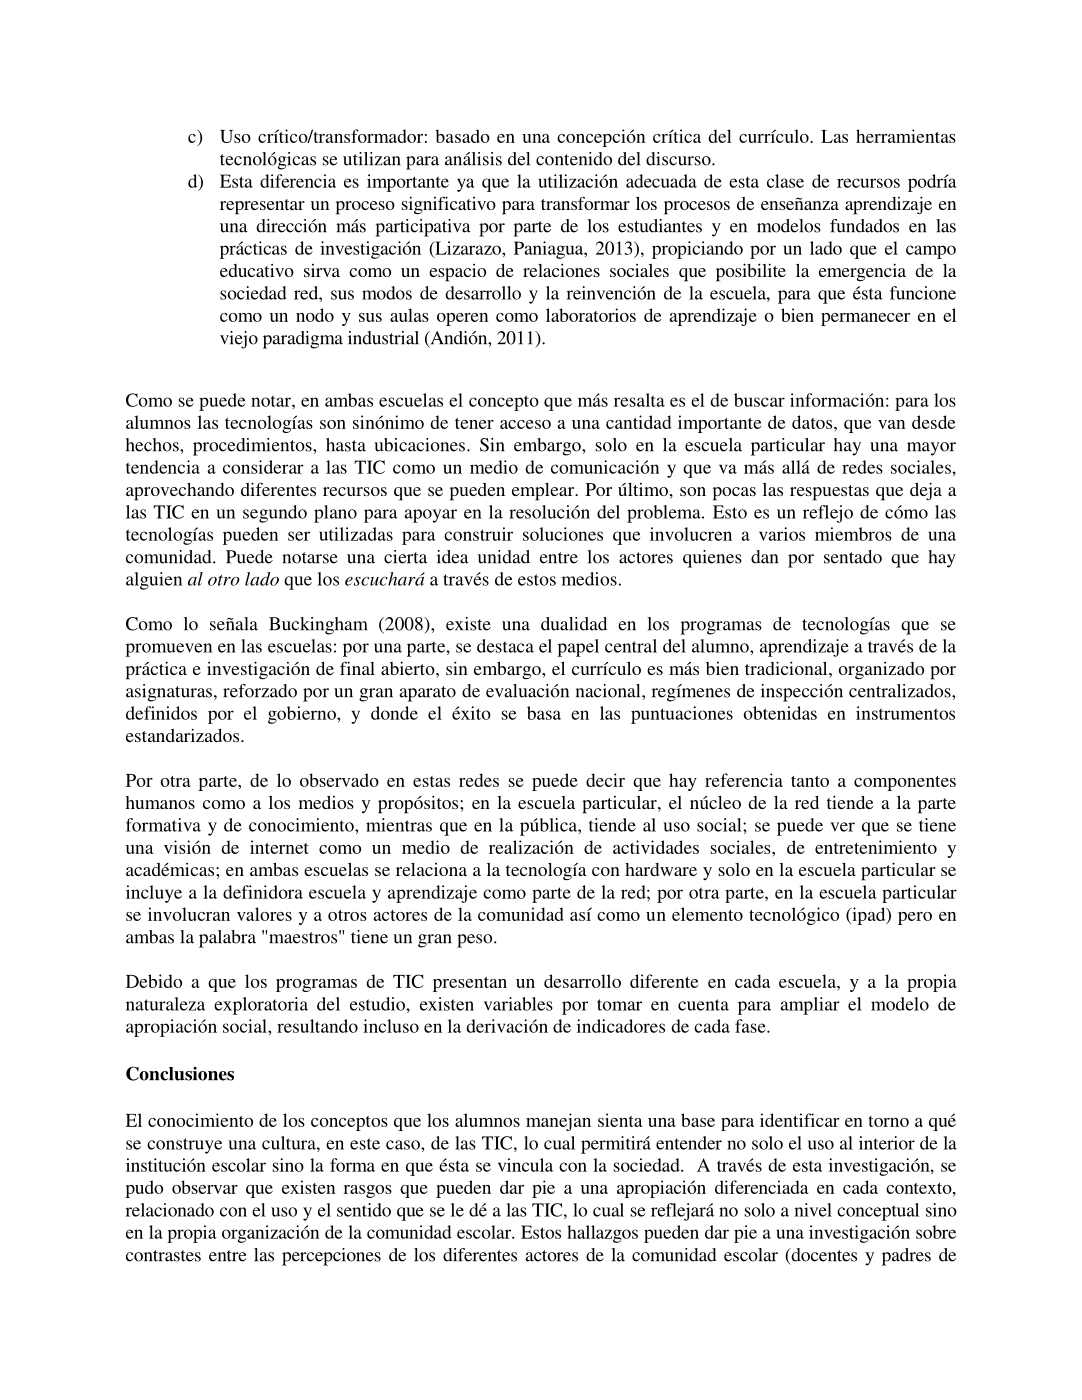 c) Uso crítico/transformador: basado en una concepción crítica del currículo. Las herramientas
tecnológicas se utilizan para análisis del contenido del discurso.
d) Esta diferencia es importante ya que la utilización adecuada de esta clase de recursos podría
representar un proceso significativo para transformar los procesos de enseñanza aprendizaje en
una dirección más participativa por parte de los estudiantes y en modelos fundados en las
prácticas de investigación (Lizarazo, Paniagua, 2013), propiciando por un lado que el campo
educativo sirva como un espacio de relaciones sociales que posibilite la emergencia de la
sociedad red, sus modos de desarrollo y la reinvención de la escuela, para que ésta funcione
como un nodo y sus aulas operen como laboratorios de aprendizaje o bien permanecer en el
viejo paradigma industrial (Andión, 2011).
Como se puede notar, en ambas escuelas el concepto que más resalta es el de buscar información: para los
alumnos las tecnologías son sinónimo de tener acceso a una cantidad importante de datos, que van desde
hechos, procedimientos, hasta ubicaciones. Sin embargo, solo en la escuela particular hay una mayor
tendencia a considerar a las TIC como un medio de comunicación y que va más allá de redes sociales,
aprovechando diferentes recursos que se pueden emplear. Por último, son pocas las respuestas que deja a
las TIC en un segundo plano para apoyar en la resolución del problema. Esto es un reflejo de cómo las
tecnologías pueden ser utilizadas para construir soluciones que involucren a varios miembros de una
comunidad. Puede notarse una cierta idea unidad entre los actores quienes dan por sentado que hay
alguien al otro lado que los escuchará a través de estos medios.
Como lo señala Buckingham (2008), existe una dualidad en los programas de tecnologías que se
promueven en las escuelas: por una parte, se destaca el papel central del alumno, aprendizaje a través de la
práctica e investigación de final abierto, sin embargo, el currículo es más bien tradicional, organizado por
asignaturas, reforzado por un gran aparato de evaluación nacional, regímenes de inspección centralizados,
definidos por el gobierno, y donde el éxito se basa en las puntuaciones obtenidas en instrumentos
estandarizados.
Por otra parte, de lo observado en estas redes se puede decir que hay referencia tanto a componentes
humanos como a los medios y propósitos; en la escuela particular, el núcleo de la red tiende a la parte
formativa y de conocimiento, mientras que en la pública, tiende al uso social; se puede ver que se tiene
una visión de internet como un medio de realización de actividades sociales, de entretenimiento y
académicas; en ambas escuelas se relaciona a la tecnología con hardware y solo en la escuela particular se
incluye a la definidora escuela y aprendizaje como parte de la red; por otra parte, en la escuela particular
se involucran valores y a otros actores de la comunidad así como un elemento tecnológico (ipad) pero en
ambas la palabra "maestros" tiene un gran peso.
Debido a que los programas de TIC presentan un desarrollo diferente en cada escuela, y a la propia
naturaleza exploratoria del estudio, existen variables por tomar en cuenta para ampliar el modelo de
apropiación social, resultando incluso en la derivación de indicadores de cada fase.
Conclusiones
El conocimiento de los conceptos que los alumnos manejan sienta una base para identificar en torno a qué
se construye una cultura, en este caso, de las TIC, lo cual permitirá entender no solo el uso al interior de la
institución escolar sino la forma en que ésta se vincula con la sociedad.  A través de esta investigación, se
pudo observar que existen rasgos que pueden dar pie a una apropiación diferenciada en cada contexto,
relacionado con el uso y el sentido que se le dé a las TIC, lo cual se reflejará no solo a nivel conceptual sino
en la propia organización de la comunidad escolar. Estos hallazgos pueden dar pie a una investigación sobre
contrastes entre las percepciones de los diferentes actores de la comunidad escolar (docentes y padres de